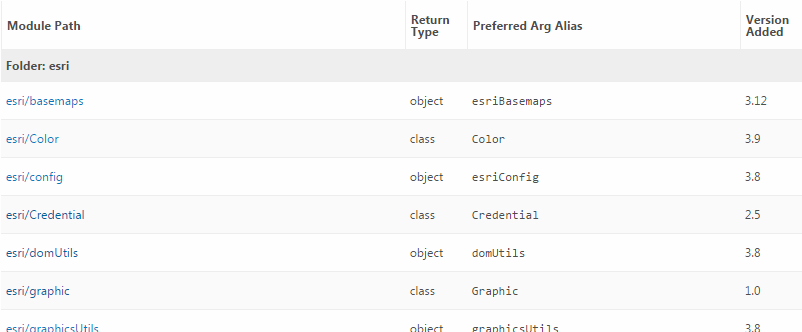 Module Path Return Type Preferred Arg Alias Version Added
Folder: esri
esri/basemaps object esriBasemaps 3.12
esri/Color class Color 3.9
esri/config object esriConfig 3.8
esri/Credential class Credential 2.5
esri/domUtils object domUtils 3.8
esri/graphic class Graphic 1.0
esri/graphicsUtils object graphicsUtils 3.8